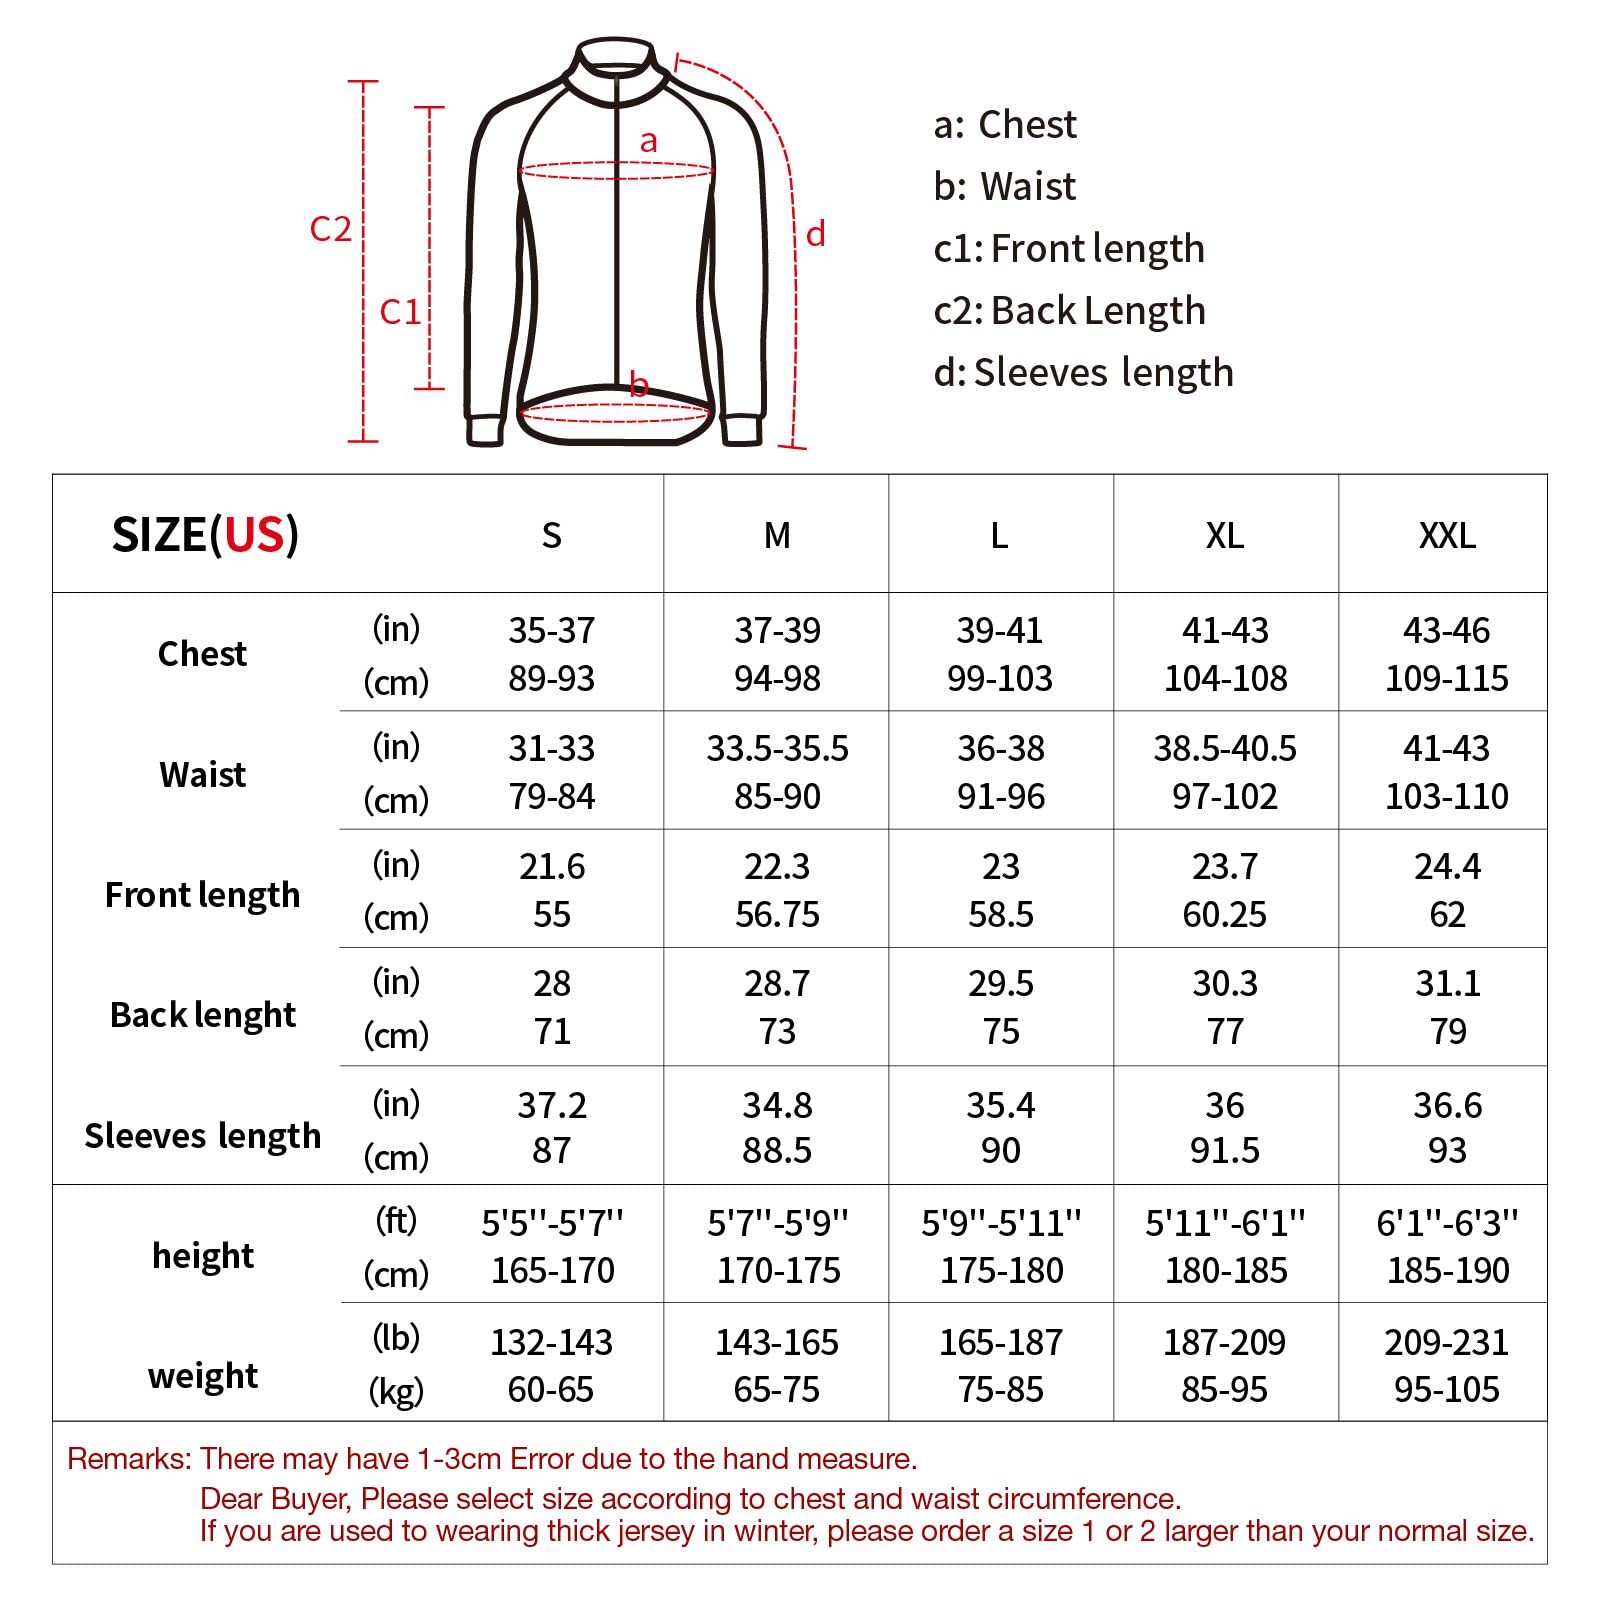 a
b
C1
C2
d
a: Chest
b: Waist
c1: Front length
c2: Back Length
d: Sleeves length
SIZE(US) S M L XL XXL
Chest
(in) 35-37 37-39 39-41 41-43 43-46
(cm) 89-93 94-98 99-103 104-108 109-115
Waist
(in) 31-33 33.5-35.5 36-38 38.5-40.5 41-43
(cm) 79-84 85-90 91-96 97-102 103-110
Front length
(in) 21.6 22.3 23 23.7 24.4
(cm) 55 56.75 58.5 60.25 62
Back lenght
(in) 28 28.7 29.5 30.3 31.1
(cm) 71 73 75 77 79
Sleeves length
(in) 37.2 34.8 35.4 36 36.6
(cm) 87 88.5 90 91.5 93
height
(ft) 5'5''-5'7'' 5'7''-5'9'' 5'9''-5'11'' 5'11''-6'1'' 6'1''-6'3''
(cm) 165-170 170-175 175-180 180-185 185-190
weight
(lb) 132-143 143-165 165-187 187-209 209-231
(kg) 60-65 65-75 75-85 85-95 95-105
Remarks: There may have 1-3cm Error due to the hand measure.
Dear Buyer, Please select size according to chest and waist circumference.
If you are used to wearing thick jersey in winter, please order a size 1 or 2 larger than your normal size.